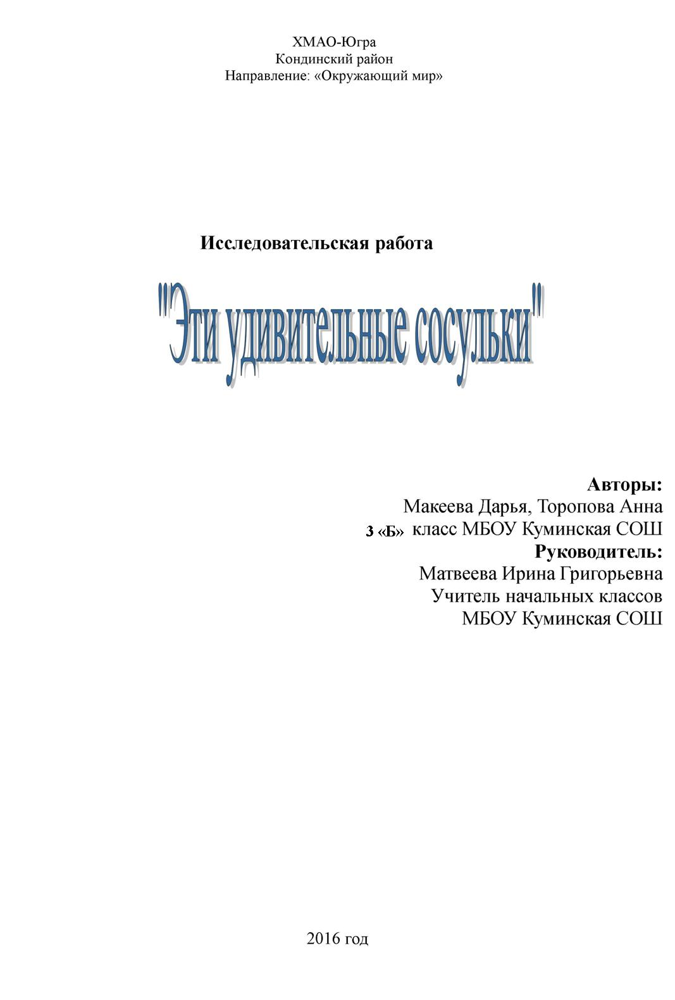 ХМАО-Югра
Кондинский район
Направление: «Окружающий мир»
Исследовательская работа
"Эти удивительные сосульки"
Авторы:
Макеева Дарья, Торопова Анна
3 «Б» класс МБОУ Куминская СОШ
Руководитель:
Матвеева Ирина Григорьевна
Учитель начальных классов
МБОУ Куминская СОШ
2016 год